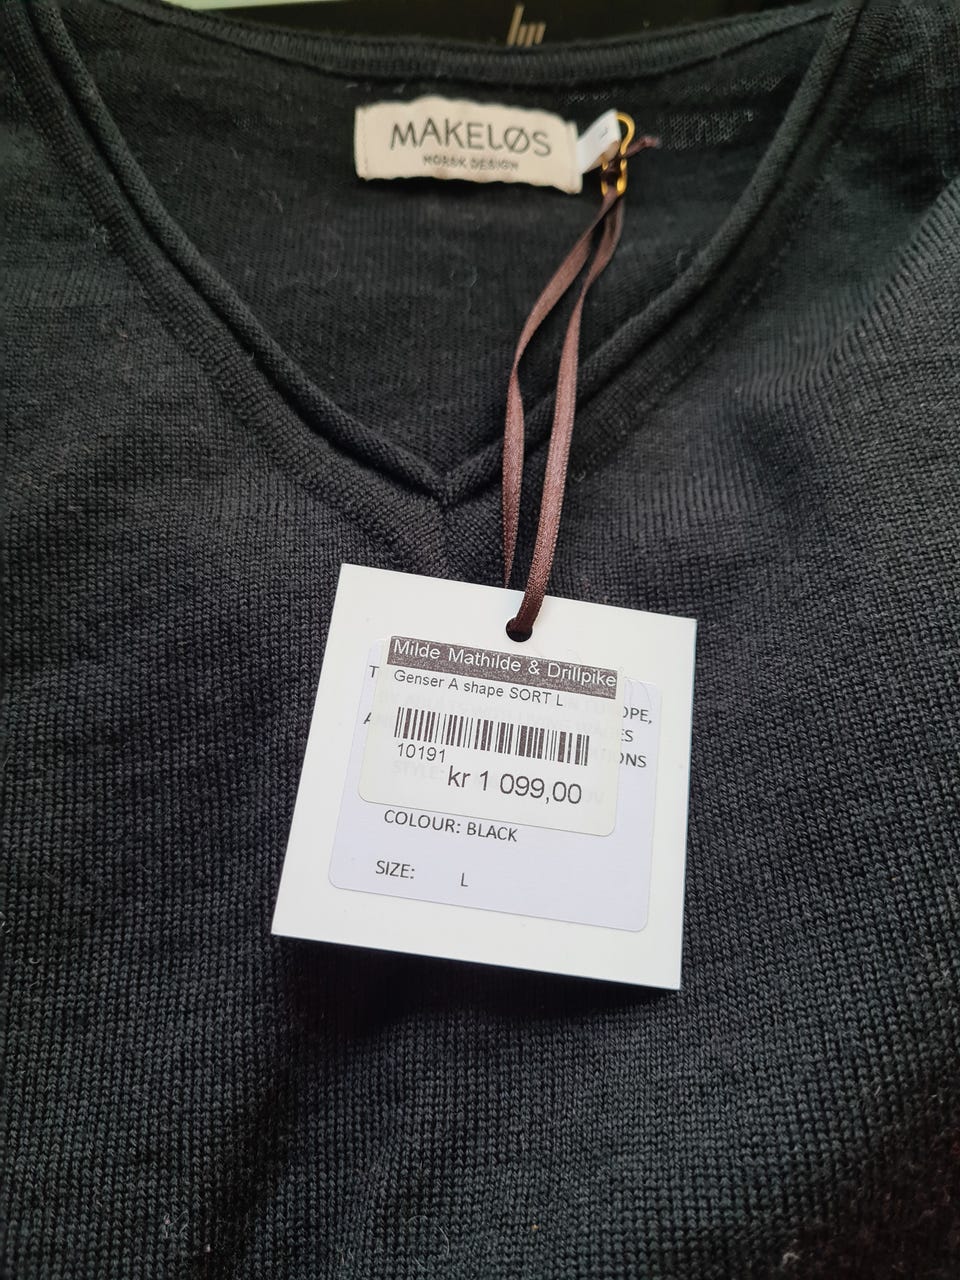 MAKELØS
NORSK DESIGN
Milde Mathilde & Drillpike
Genser A shape SORT L
10191
kr 1 099,00
COLOUR: BLACK
SIZE: L